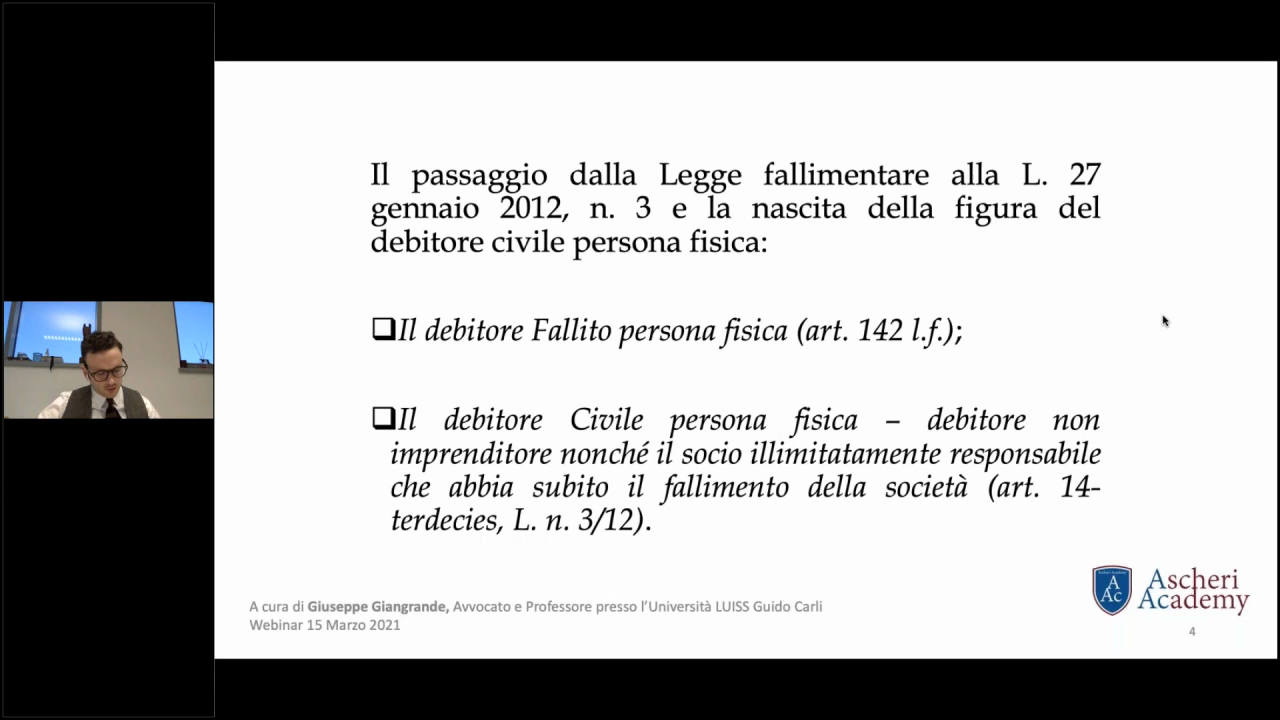 Il passaggio dalla Legge fallimentare alla L. 27
gennaio 2012, n. 3 e la nascita della figura del
debitore civile persona fisica:
❑Il debitore Fallito persona fisica (art. 142 l.f.);
❑Il debitore Civile persona fisica – debitore non
imprenditore nonché il socio illimitatamente responsabile
che abbia subito il fallimento della società (art. 14-
terdecies, L. n. 3/12).
A cura di Giuseppe Giangrande, Avvocato e Professore presso l’Università LUISS Guido Carli
Webinar 15 Marzo 2021
A
Ac
Ascheri
Academy
4